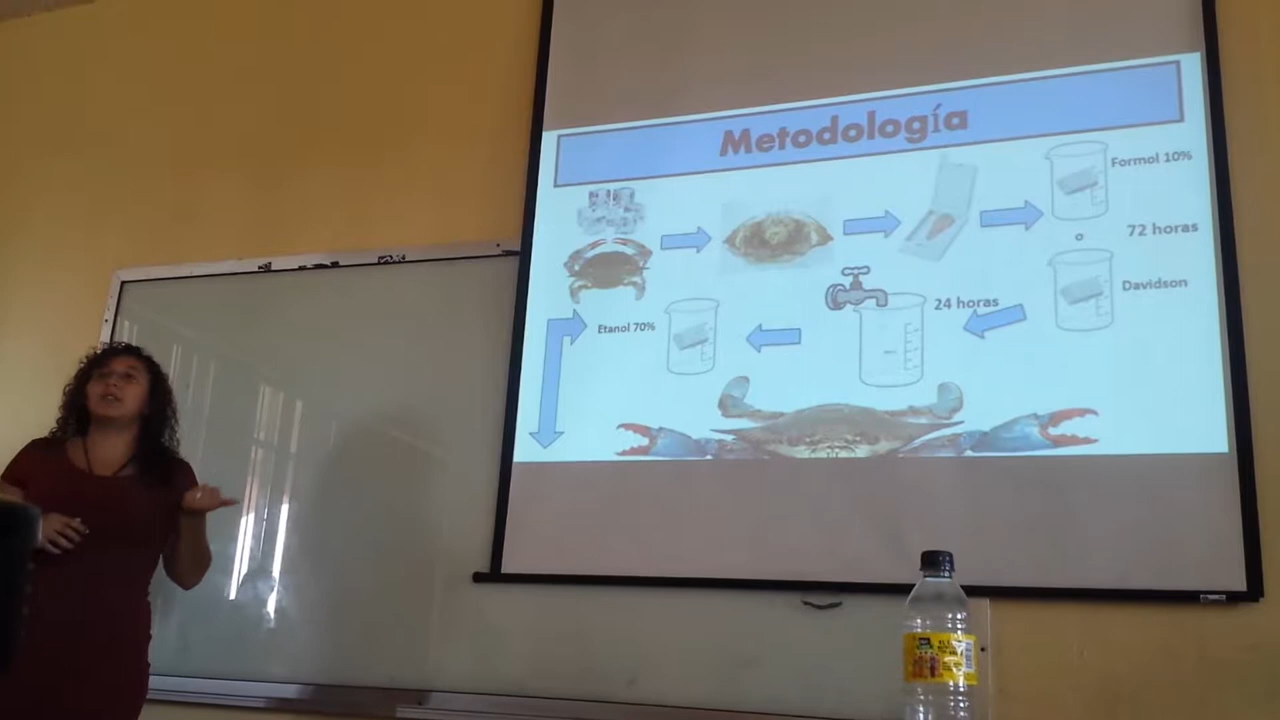 Metodología
Formol 10%
o
72 horas
Davidson
24 horas
Etanol 70%